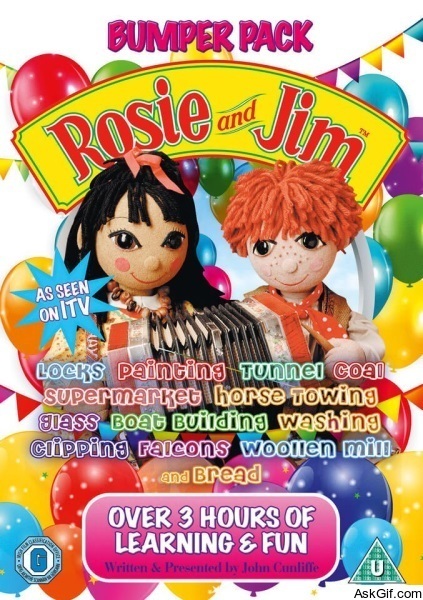 BUMPER PACK
Rosie and Jim™
AS SEEN
ON ITV
Locks Painting Tunnel Coal
Supermarket Horse Towing
Glass Boat Building Washing
Clipping Falcons Woollen Mill
and Bread
OVER 3 HOURS OF
LEARNING & FUN
Written & Presented by John Cunliffe
U
U
AskGif.com